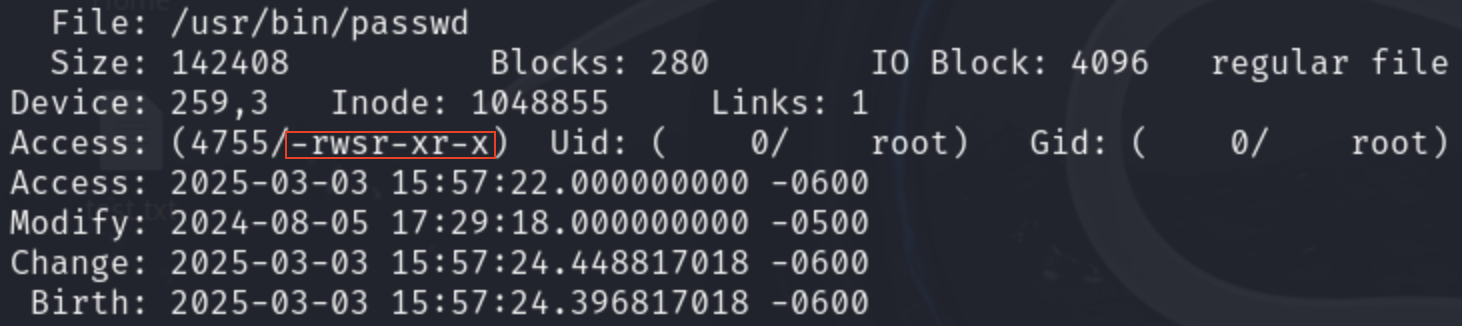 File: /usr/bin/passwd
Size: 142408 Blocks: 280 IO Block: 4096 regular file
Device: 259,3 Inode: 1048855 Links: 1
Access: (4755/-rwsr-xr-x) Uid: ( 0/ root) Gid: ( 0/ root)
Access: 2025-03-03 15:57:22.000000000 -0600
Modify: 2024-08-05 17:29:18.000000000 -0500
Change: 2025-03-03 15:57:24.448817018 -0600
Birth: 2025-03-03 15:57:24.396817018 -0600